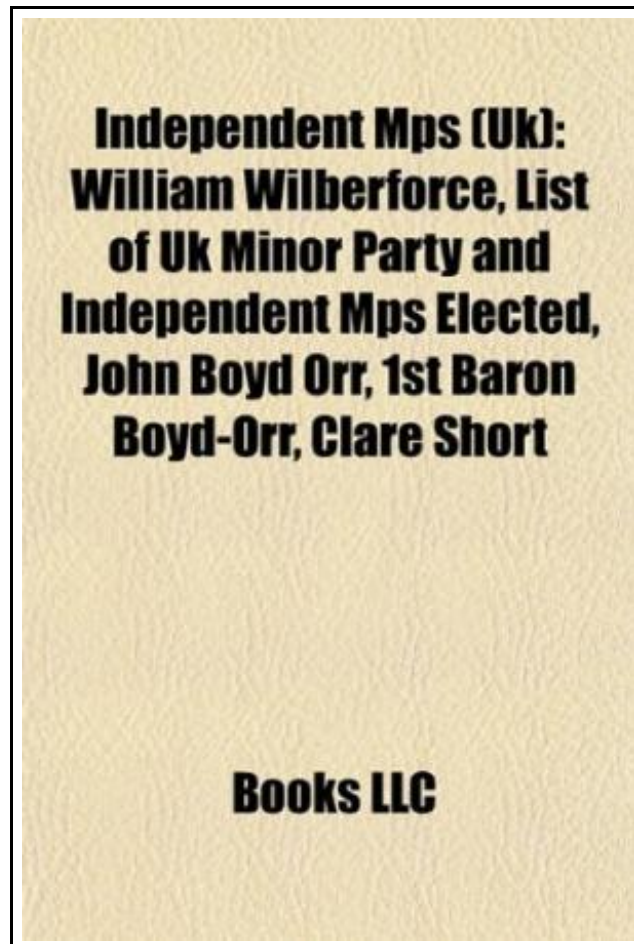 Independent Mps (Uk):
William Wilberforce, List
of Uk Minor Party and
Independent Mps Elected,
John Boyd Orr, 1st Baron
Boyd-Orr, Clare Short
Books LLC